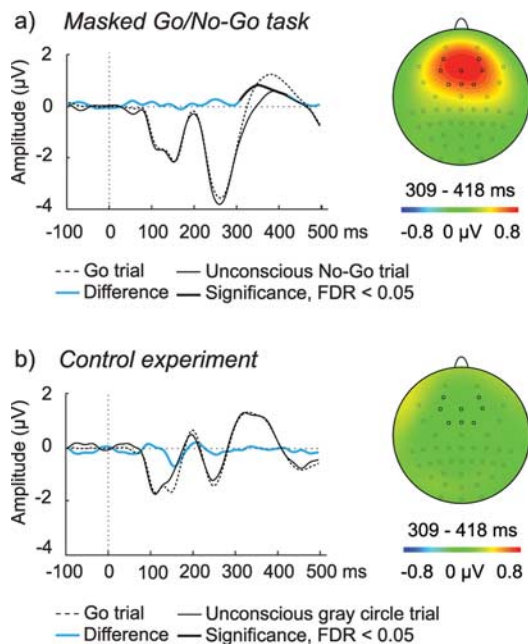 a) Masked Go/No-Go task
Amplitude (µV)
2
0
-2
-4
-100 0 100 200 300 400 500 ms
309 - 418 ms
-0.8 0 µV 0.8
Go trial Unconscious No-Go trial
Difference Significance, FDR < 0.05
b) Control experiment
Amplitude (µV)
2
0
-2
-4
-100 0 100 200 300 400 500 ms
309 - 418 ms
-0.8 0 µV 0.8
Go trial Unconscious gray circle trial
Difference Significance, FDR < 0.05